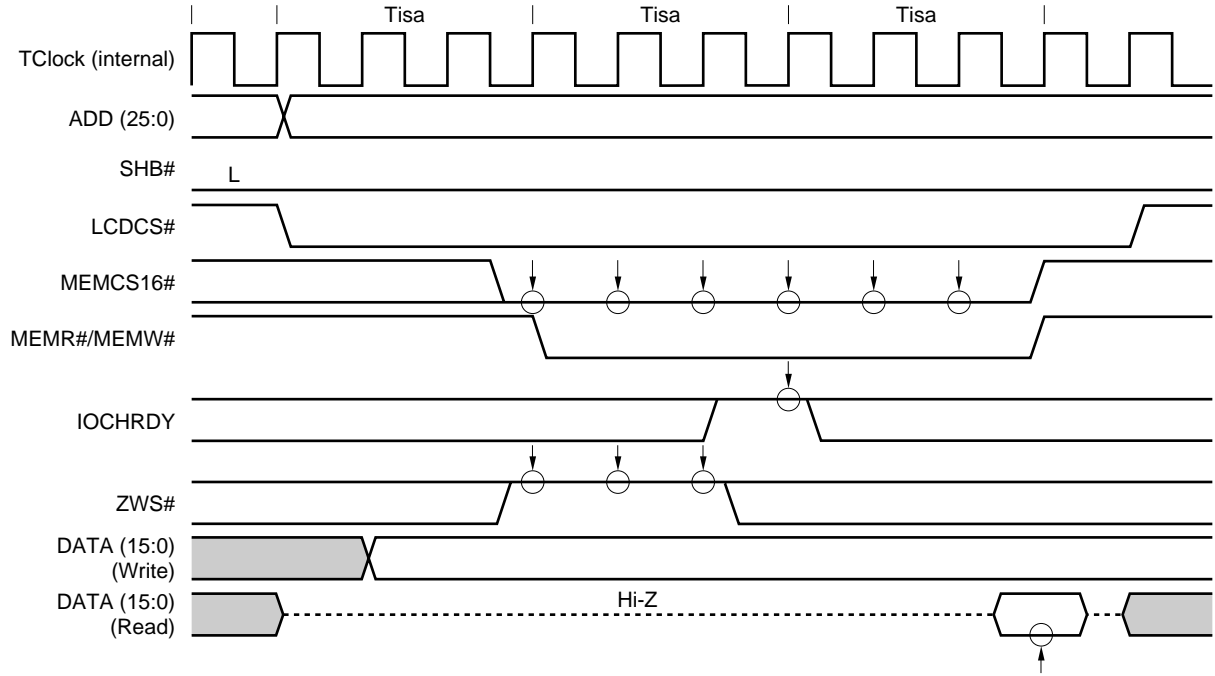 Tisa Tisa Tisa
TClock (internal)
ADD (25:0)
SHB#
L
LCDCS#
MEMCS16#
MEMR#/MEMW#
IOCHRDY
ZWS#
DATA (15:0)
(Write)
DATA (15:0)
(Read)
Hi-Z